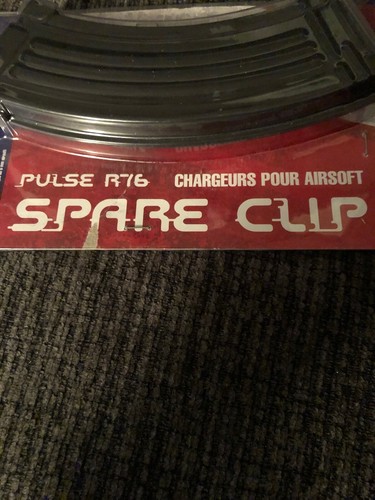 PULSE R76 CHARGEURS POUR AIRSOFT
SPARE CLIP